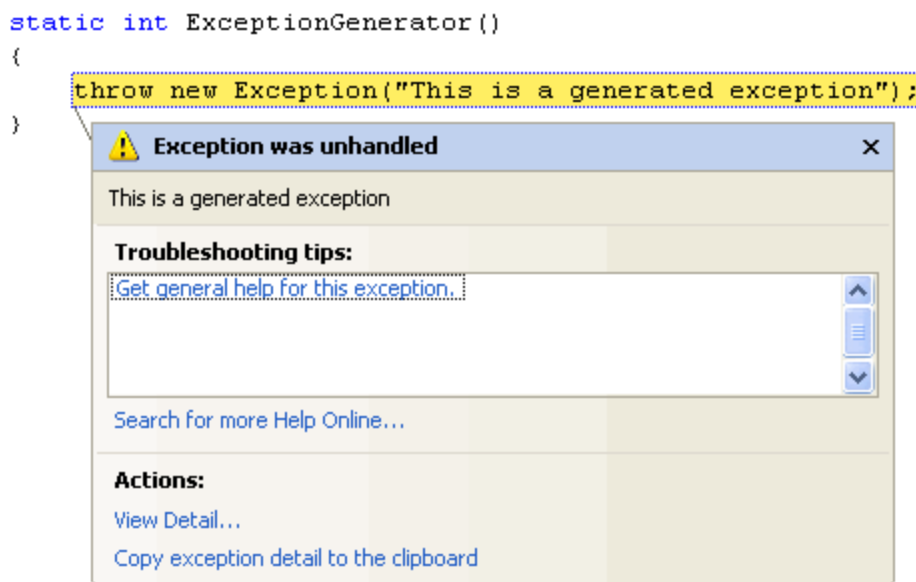 static int ExceptionGenerator()
{
throw new Exception("This is a generated exception");
}
Exception was unhandled
This is a generated exception
Troubleshooting tips:
Get general help for this exception.
Search for more Help Online...
Actions:
View Detail...
Copy exception detail to the clipboard